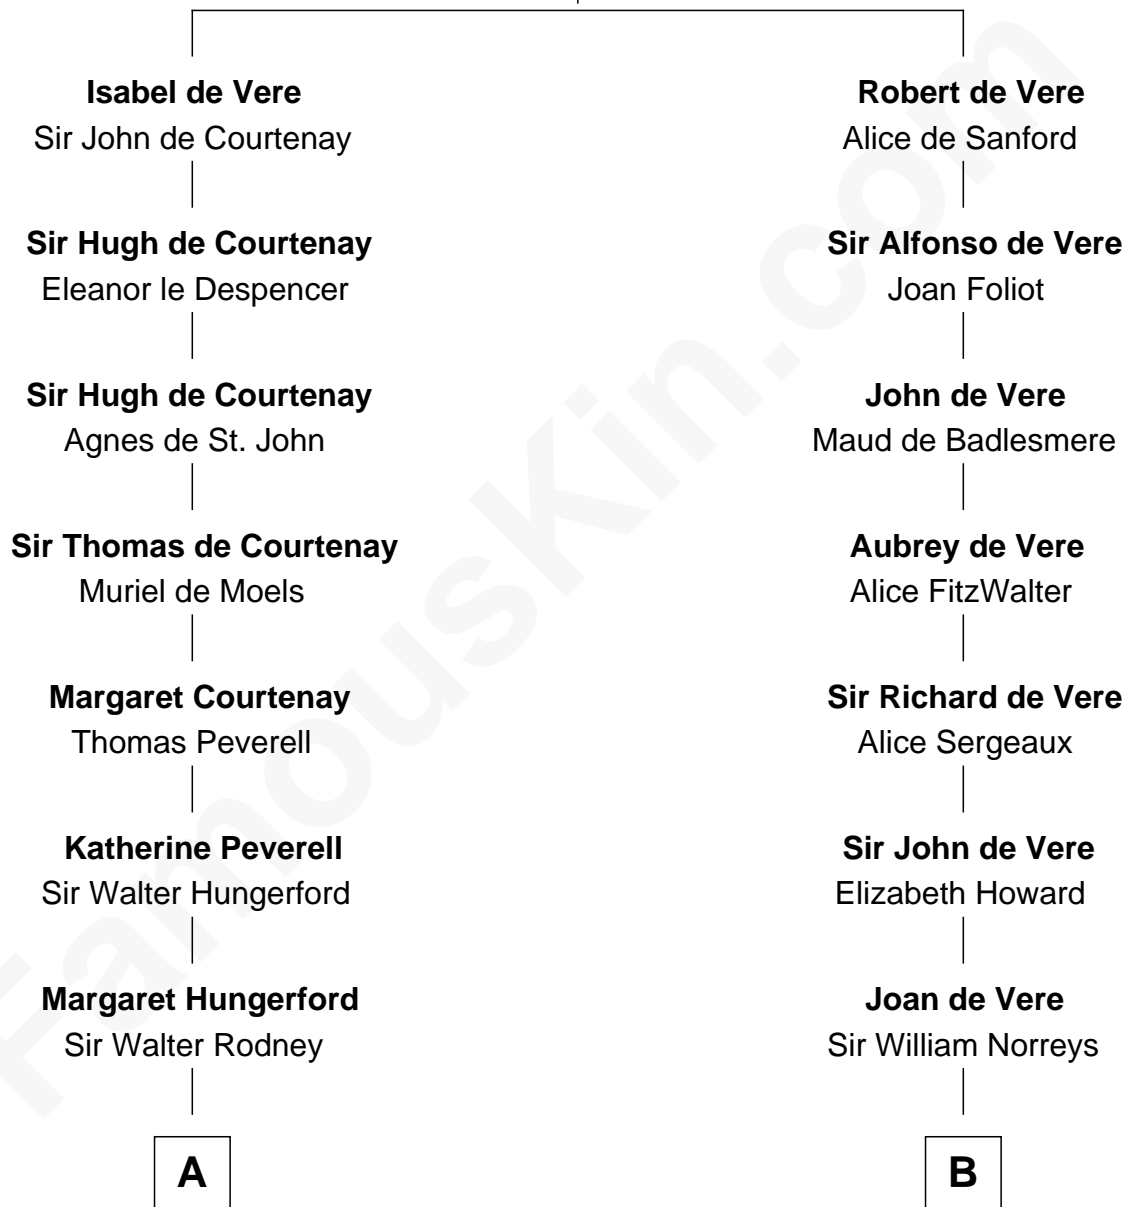 Isabel de Vere
Sir John de Courtenay
Sir Hugh de Courtenay
Eleanor le Despencer
Sir Hugh de Courtenay
Agnes de St. John
Sir Thomas de Courtenay
Muriel de Moels
Margaret Courtenay
Thomas Peverell
Katherine Peverell
Sir Walter Hungerford
Margaret Hungerford
Sir Walter Rodney
A
Robert de Vere
Alice de Sanford
Sir Alfonso de Vere
Joan Foliot
John de Vere
Maud de Badlesmere
Aubrey de Vere
Alice FitzWalter
Sir Richard de Vere
Alice Sergeaux
Sir John de Vere
Elizabeth Howard
Joan de Vere
Sir William Norreys
B
FamousKin.com